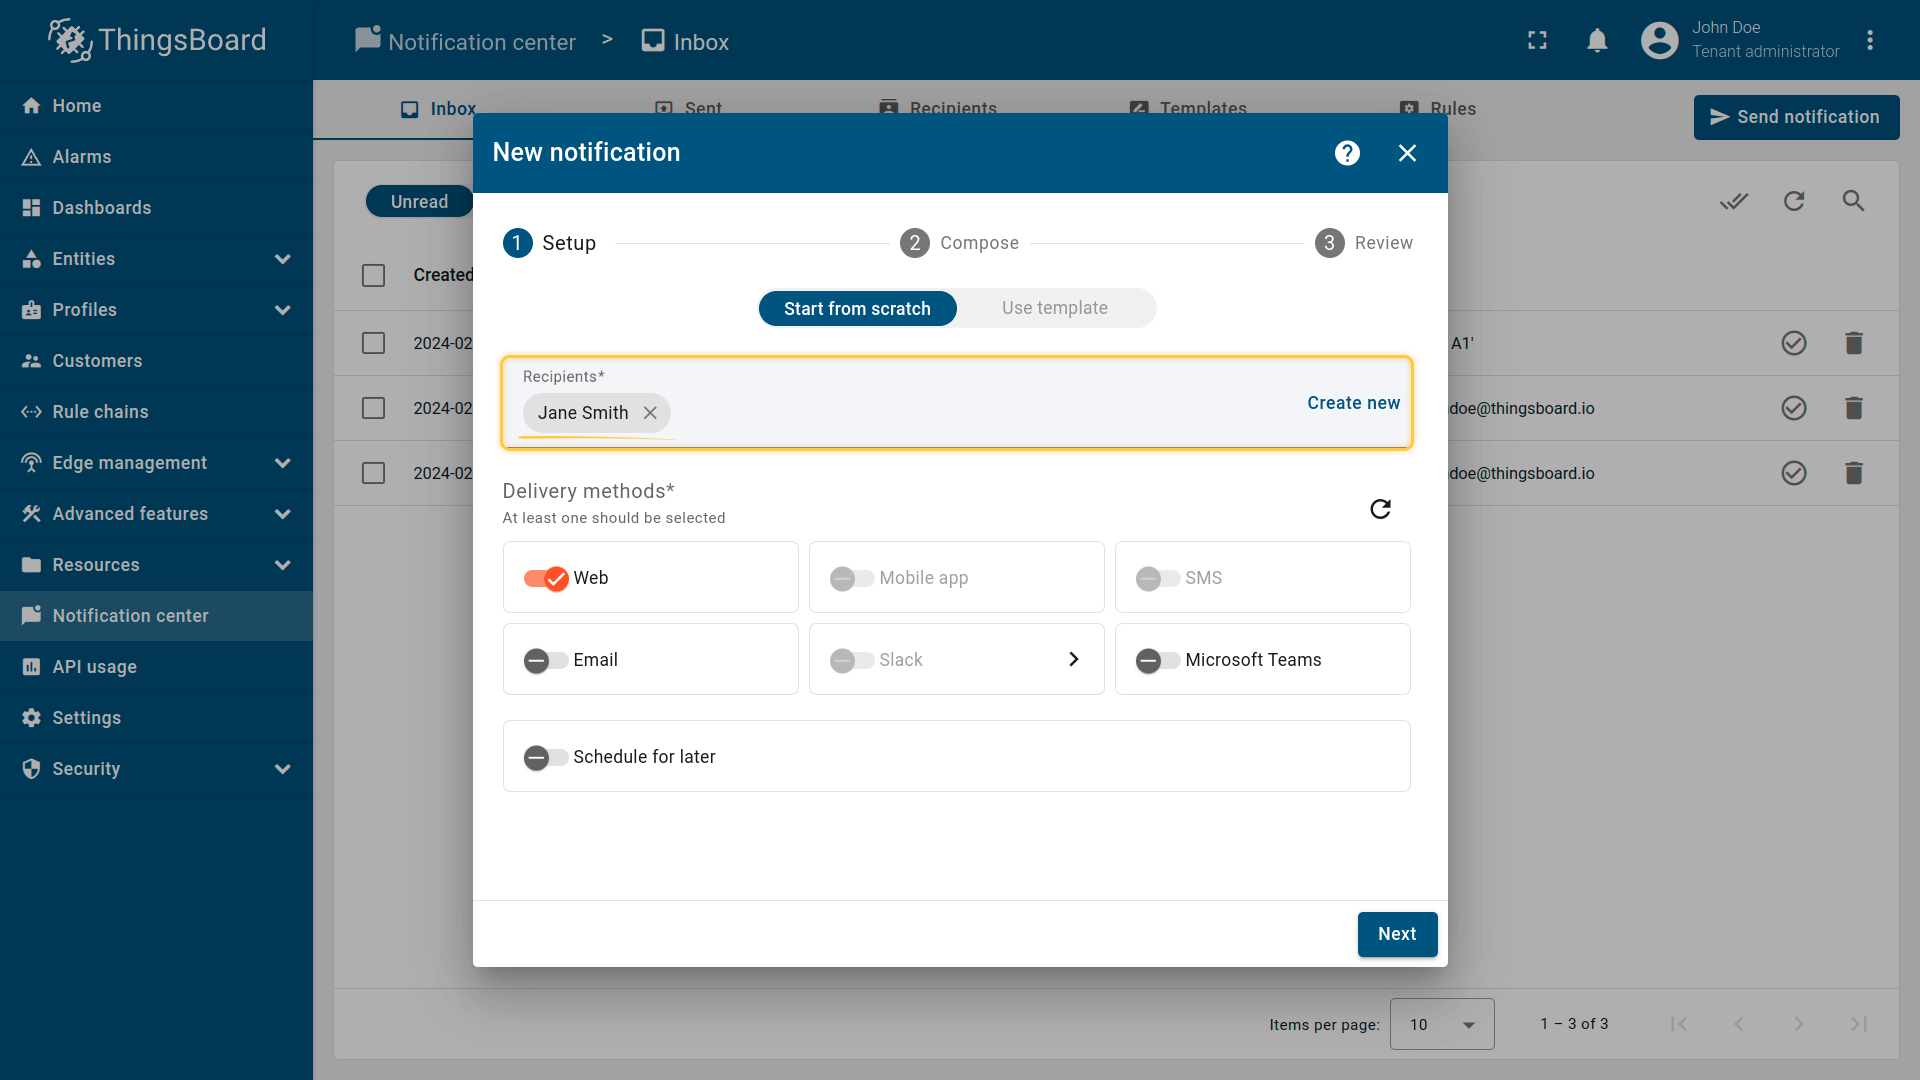 ThingsBoard
Notification center > Inbox
John Doe
Tenant administrator
Home
Alarms
Dashboards
Entities
Profiles
Customers
Rule chains
Edge management
Advanced features
Resources
Notification center
API usage
Settings
Security
Inbox
Sent
Recipients
Templates
Rules
Send notification
Unread
Created
2024-02
A1'
2024-02
doe@thingsboard.io
2024-02
doe@thingsboard.io
New notification
1 Setup
2 Compose
3 Review
Start from scratch
Use template
Recipients*
Jane Smith
Create new
Delivery methods*
At least one should be selected
Web
Mobile app
SMS
Email
Slack
Microsoft Teams
Schedule for later
Next
Items per page: 10
1 – 3 of 3